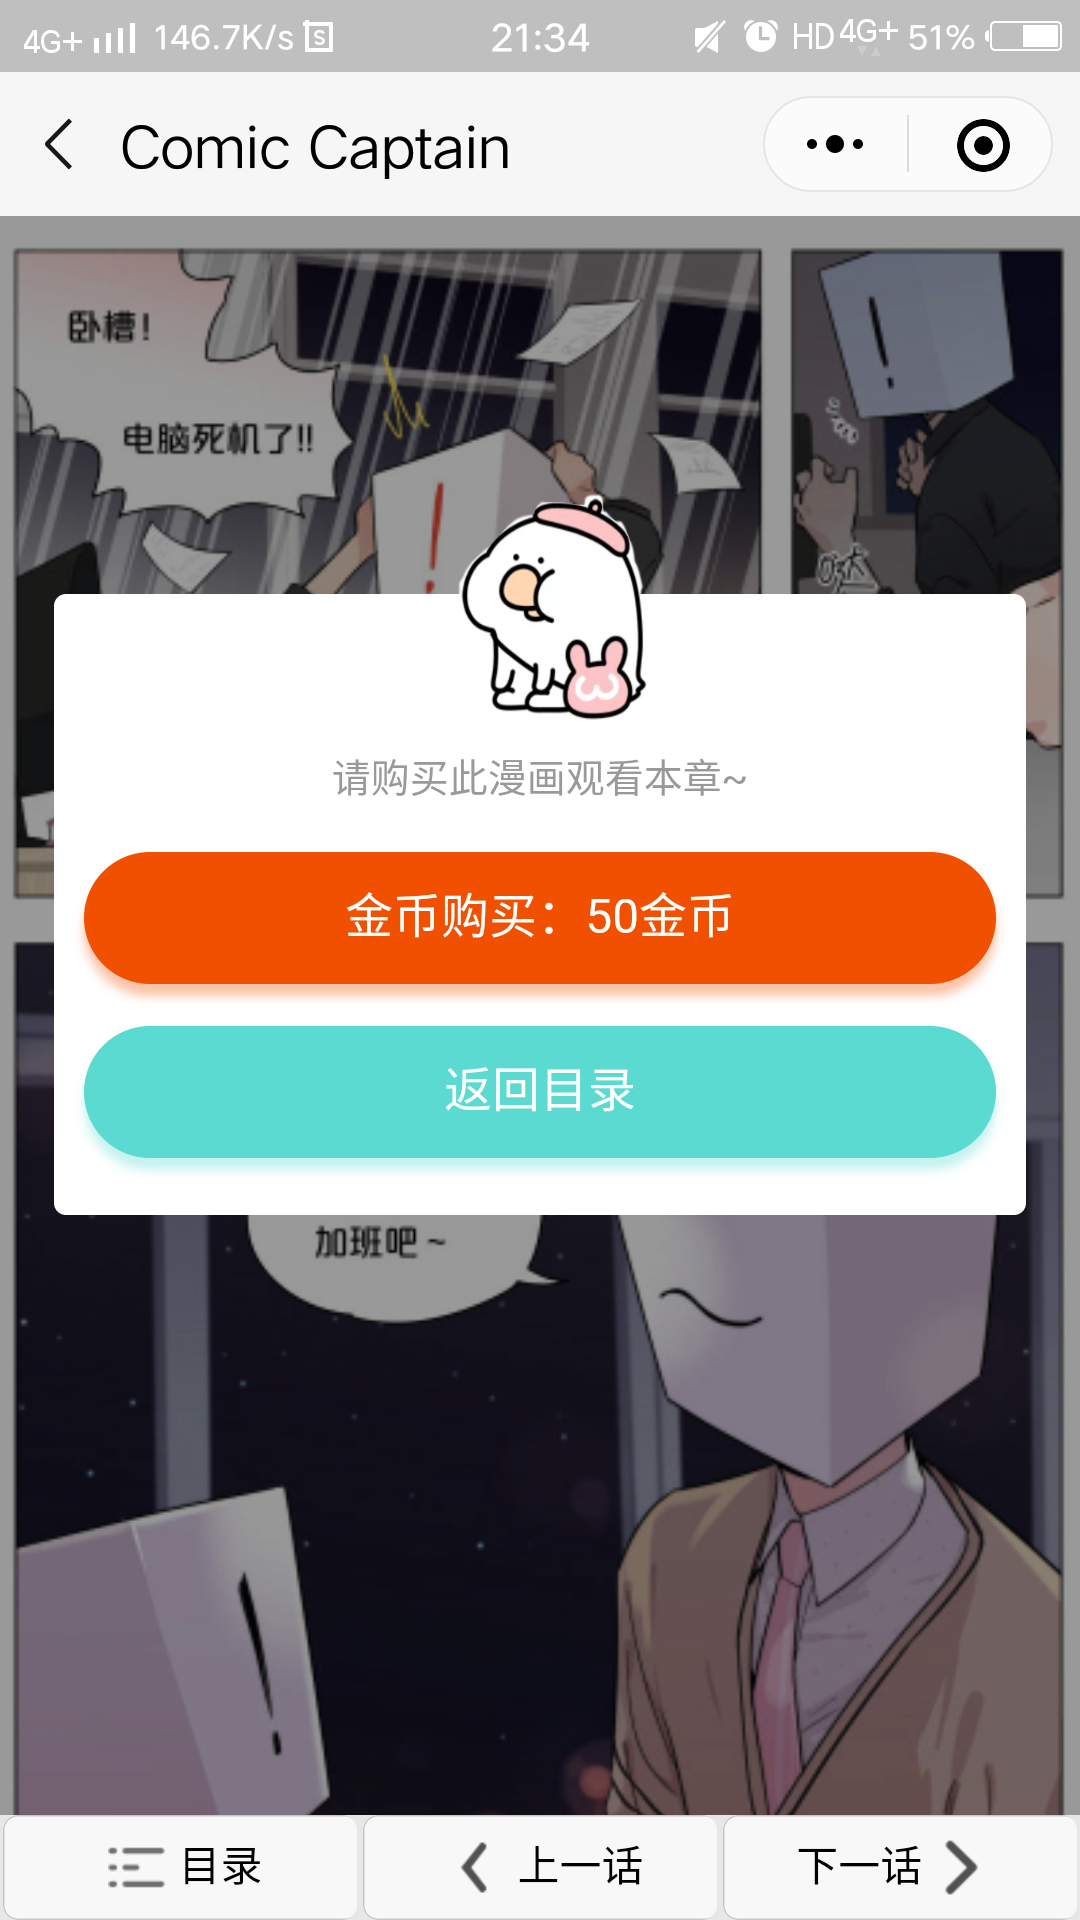 4G+ 146.7K/s 21:34 HD 4G+ 51%
Comic Captain
卧槽！
电脑死机了!!
请购买此漫画观看本章~
金币购买：50金币
返回目录
加班吧~
目录 上一话 下一话